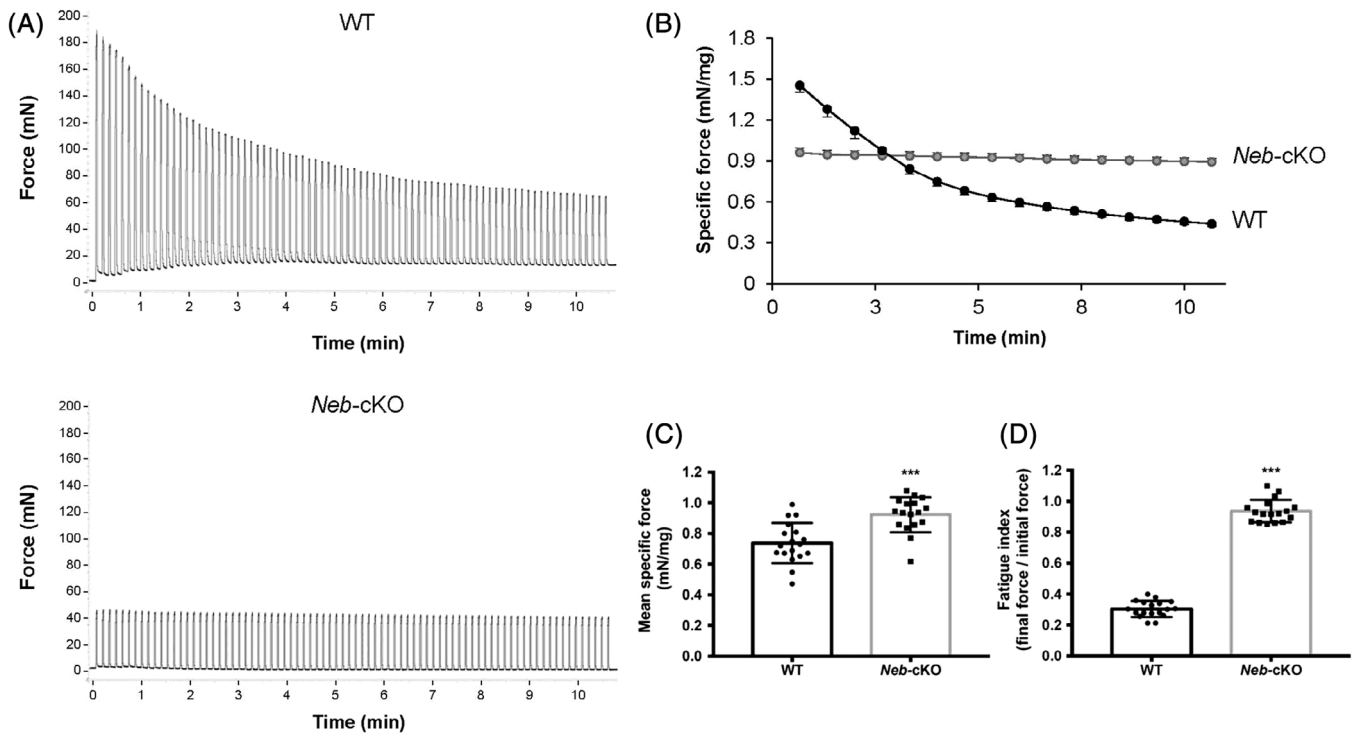 (A)
WT
Force (mN)
200
180
160
140
120
100
80
60
40
20
0
0 1 2 3 4 5 6 7 8 9 10
Time (min)
Neb-cKO
Force (mN)
200
180
160
140
120
100
80
60
40
20
0
0 1 2 3 4 5 6 7 8 9 10
Time (min)
(B)
Specific force (mN/mg)
1.8
1.5
1.2
0.9
0.6
0.3
0
0 3 5 8 10
Time (min)
Neb-cKO
WT
(C)
Mean specific force
(mN/mg)
1.2
1.0
0.8
0.6
0.4
0.2
0.0
***
WT Neb-cKO
(D)
Fatigue index
(final force / initial force)
1.2
1.0
0.8
0.6
0.4
0.2
0.0
***
WT Neb-cKO